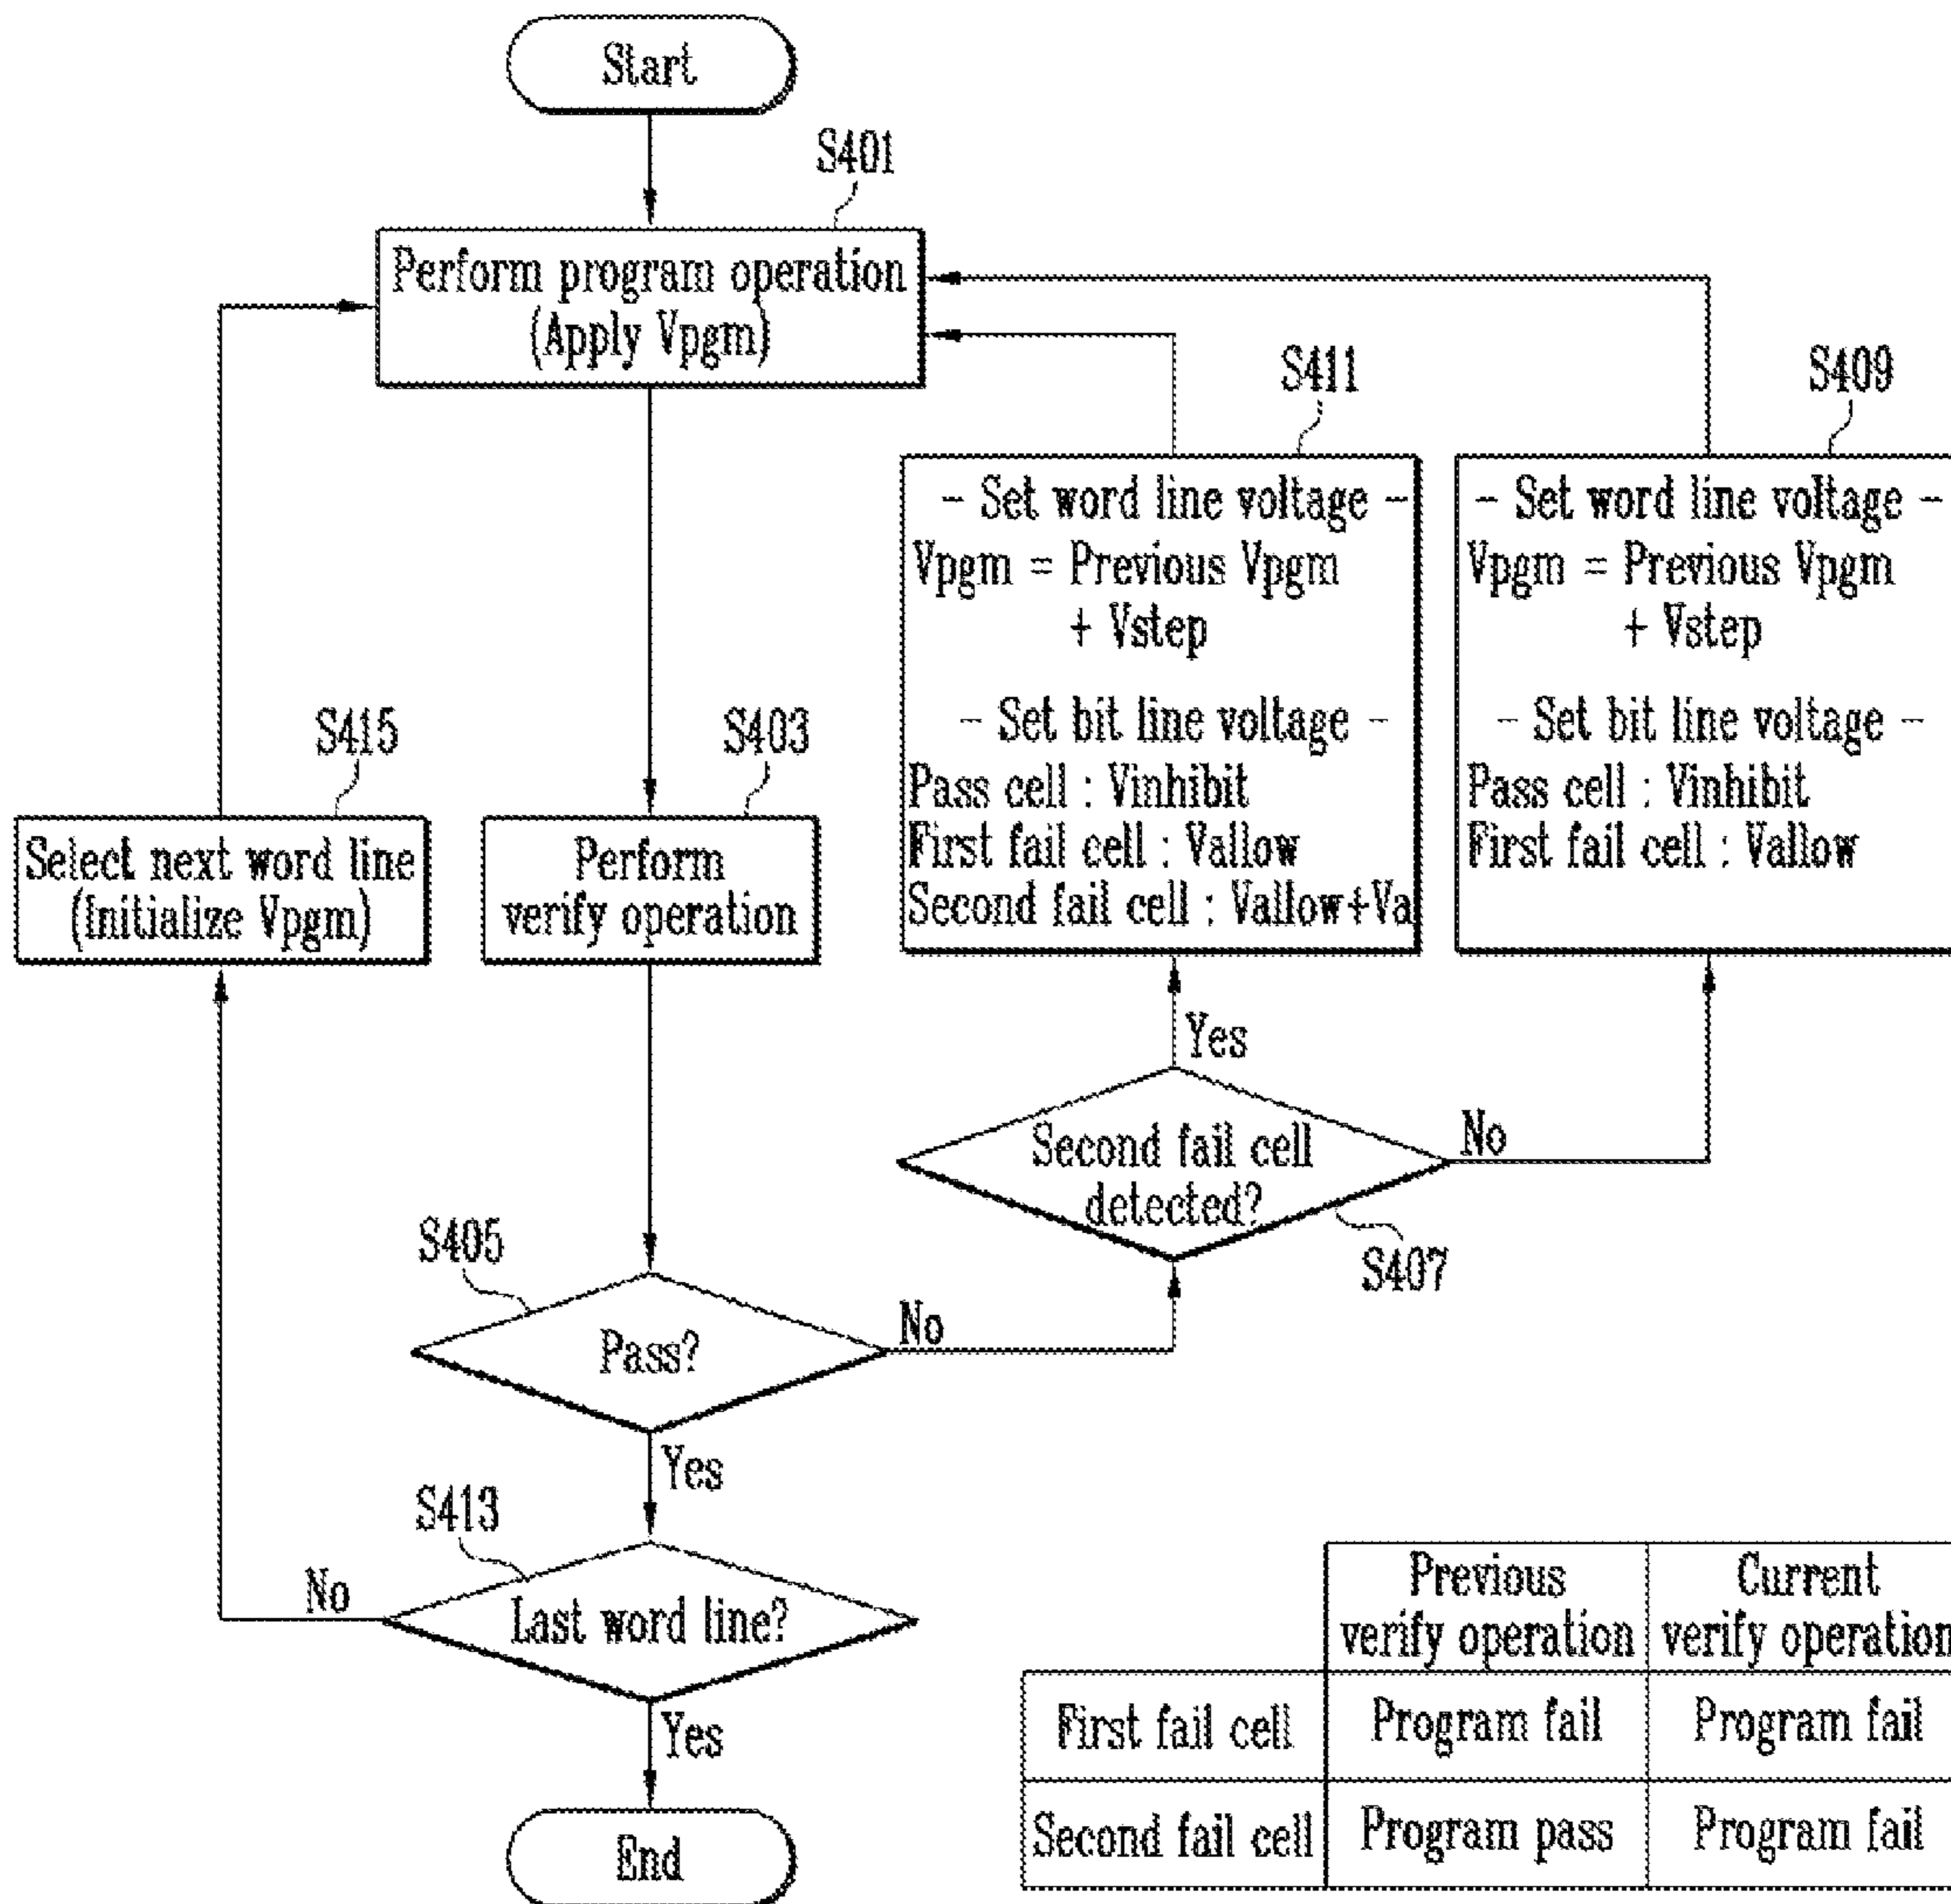 Start
S401
Perform program operation
(Apply Vpgm)
S411
S409
- Set word line voltage -
Vpgm = Previous Vpgm
+ Vstep
- Set bit line voltage -
Pass cell : Vinhibit
First fail cell : Vallow
Second fail cell : Vallow+Va
- Set word line voltage -
Vpgm = Previous Vpgm
+ Vstep
- Set bit line voltage -
Pass cell : Vinhibit
First fail cell : Vallow
S415
Select next word line
(Initialize Vpgm)
S403
Perform
verify operation
Yes
Second fail cell
detected?
No
S407
S405
Pass?
No
Yes
S413
Last word line?
No
Yes
End
Previous
verify operation
Current
verify operation
First fail cell
Program fail
Program fail
Second fail cell
Program pass
Program fail